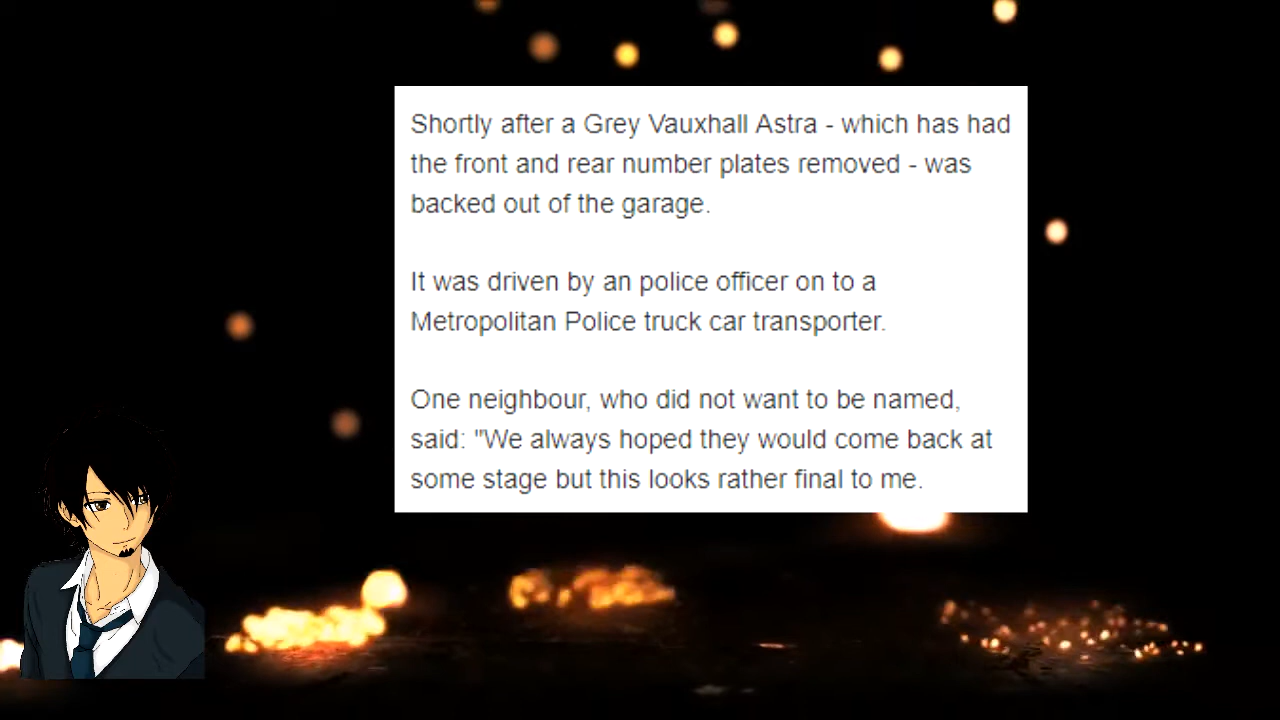 Shortly after a Grey Vauxhall Astra - which has had
the front and rear number plates removed - was
backed out of the garage.
It was driven by an police officer on to a
Metropolitan Police truck car transporter.
One neighbour, who did not want to be named,
said: "We always hoped they would come back at
some stage but this looks rather final to me.